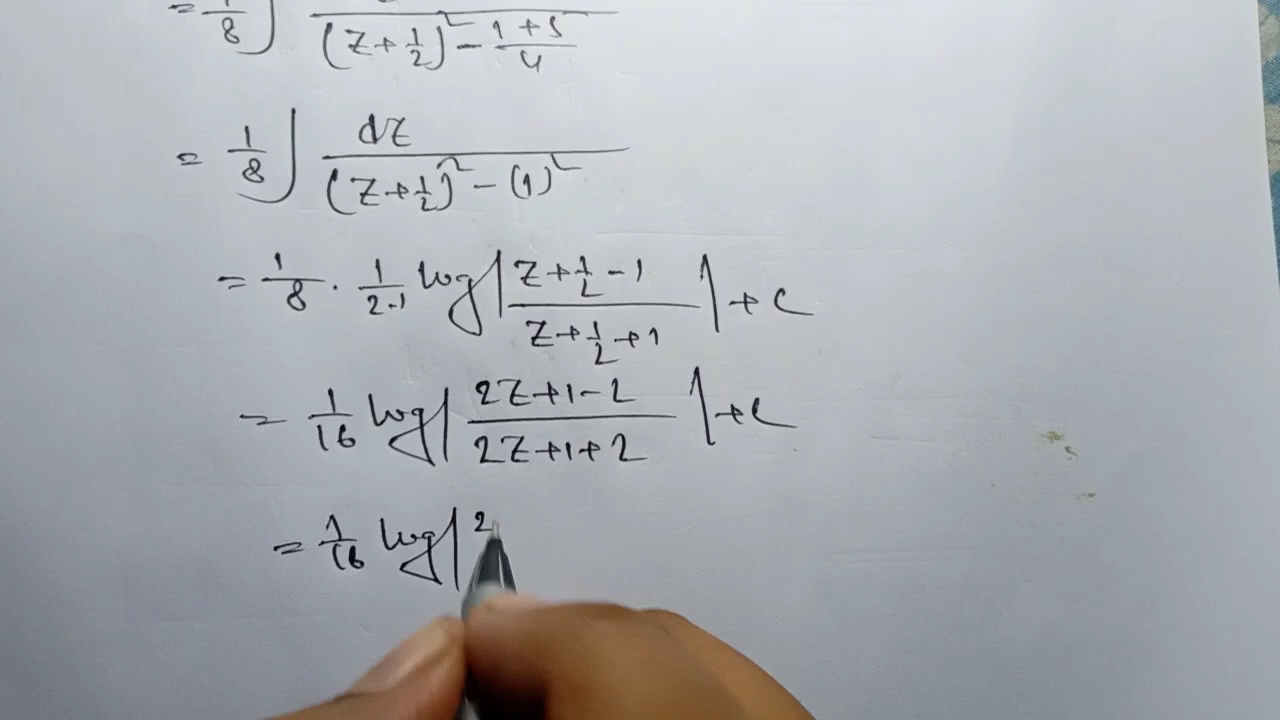 = 1/8 ∫ 1/((z+1/2)² - (1+5)/4)
= 1/8 ∫ dz/((z+1/2)² - (1)²)
= 1/8 · 1/2·1 log|(z+1/2-1)/(z+1/2+1)| + c
= 1/16 log|(2z+1-2)/(2z+1+2)| + c
= 1/16 log|2